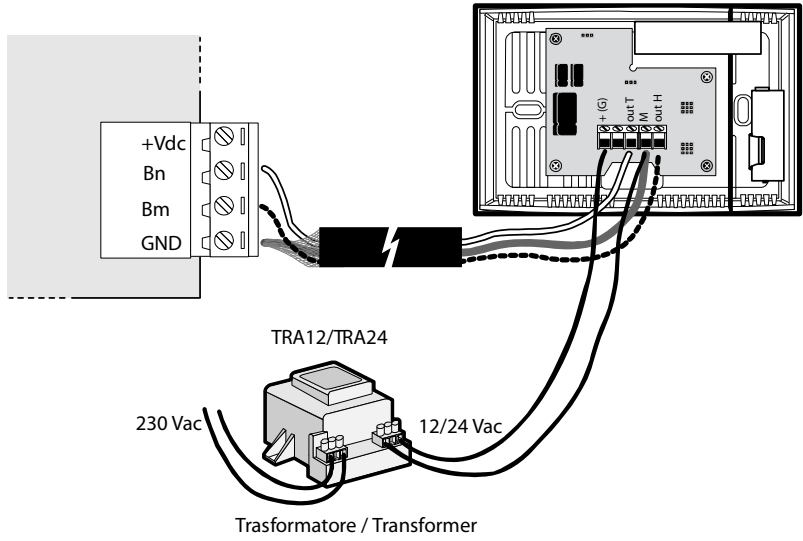 +Vdc
Bn
Bm
GND
+ (G)
out T
M
out H
TRA12/TRA24
230 Vac
12/24 Vac
Trasformatore / Transformer